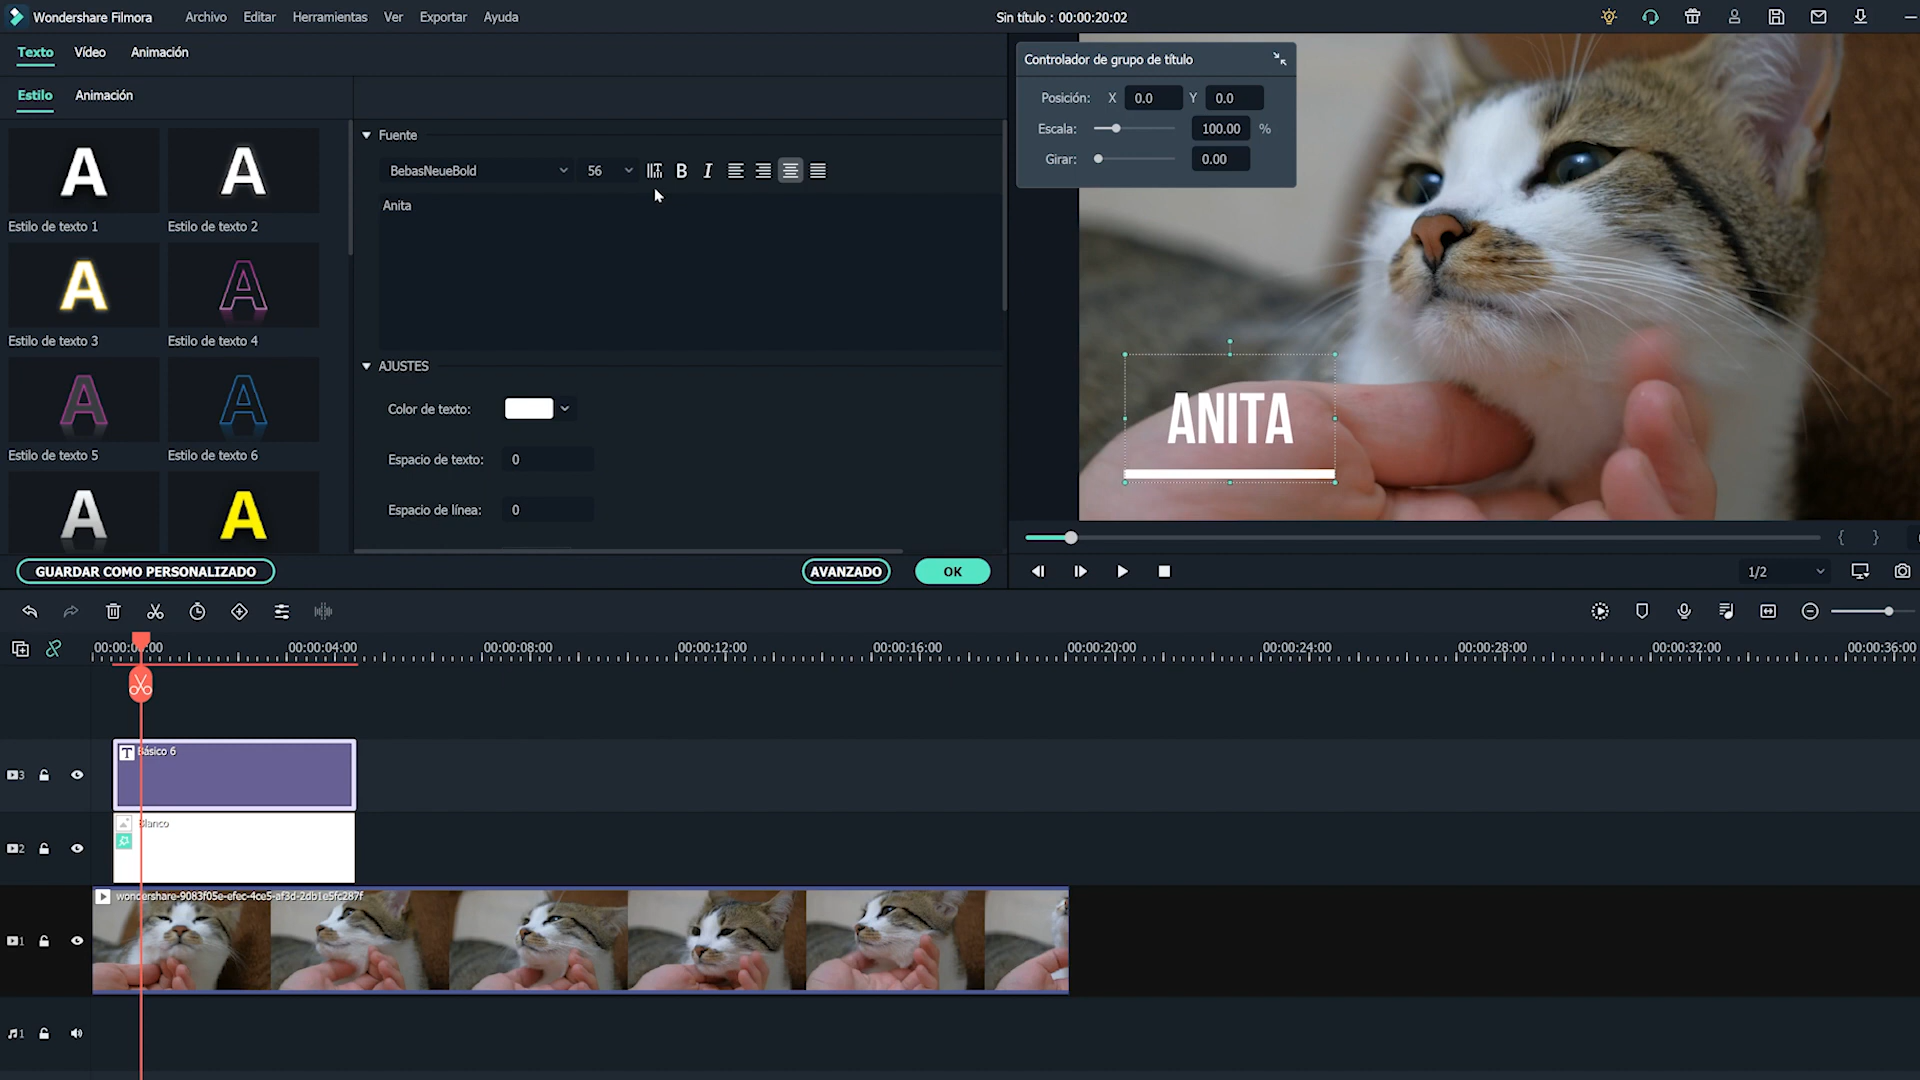 Wondershare Filmora Archivo Editar Herramientas Ver Exportar Ayuda Sin título : 00:00:20:02
Texto Vídeo Animación
Estilo Animación
Estilo de texto 1 Estilo de texto 2
Estilo de texto 3 Estilo de texto 4
Estilo de texto 5 Estilo de texto 6
GUARDAR COMO PERSONALIZADO
Fuente
BebasNeueBold 56 B I
Anita
AJUSTES
Color de texto:
Espacio de texto: 0
Espacio de línea: 0
AVANZADO OK
Controlador de grupo de título
Posición: X 0.0 Y 0.0
Escala: 100.00 %
Girar: 0.00
ANITA
{ }
1/2
00:00:04:00 00:00:08:00 00:00:12:00 00:00:16:00 00:00:20:00 00:00:24:00 00:00:28:00 00:00:32:00 00:00:36:00
3 T Básico 6
2 Blanco
1 wondershare-9083f05e-efec-4ce5-af3d-2db1e5fc287f
1